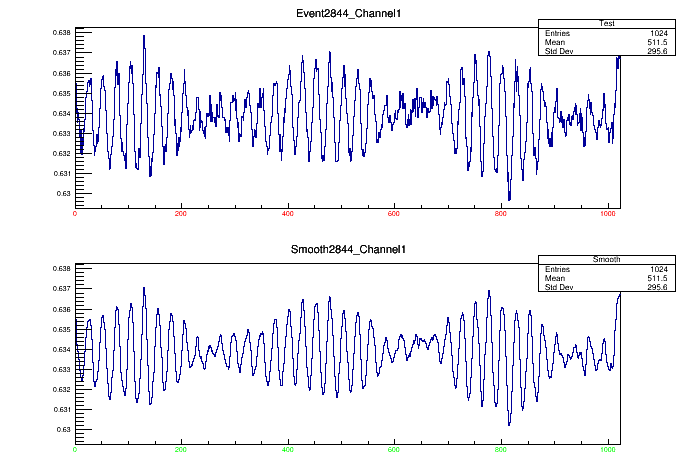 Event2844_Channel1
Test
Entries 1024
Mean 511.5
Std Dev 295.6
0.638
0.637
0.636
0.635
0.634
0.633
0.632
0.631
0.63
0 200 400 600 800 1000
Smooth2844_Channel1
Smooth
Entries 1024
Mean 511.5
Std Dev 295.6
0.638
0.637
0.636
0.635
0.634
0.633
0.632
0.631
0.63
0 200 400 600 800 1000